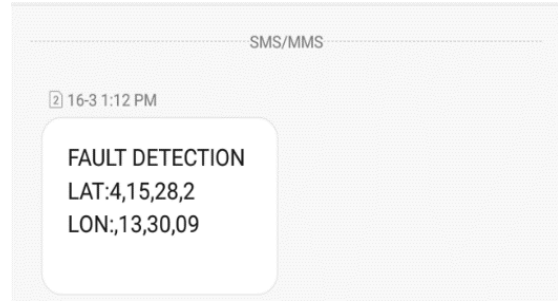 SMS/MMS
2 16-3 1:12 PM
FAULT DETECTION
LAT:4,15,28,2
LON:,13,30,09